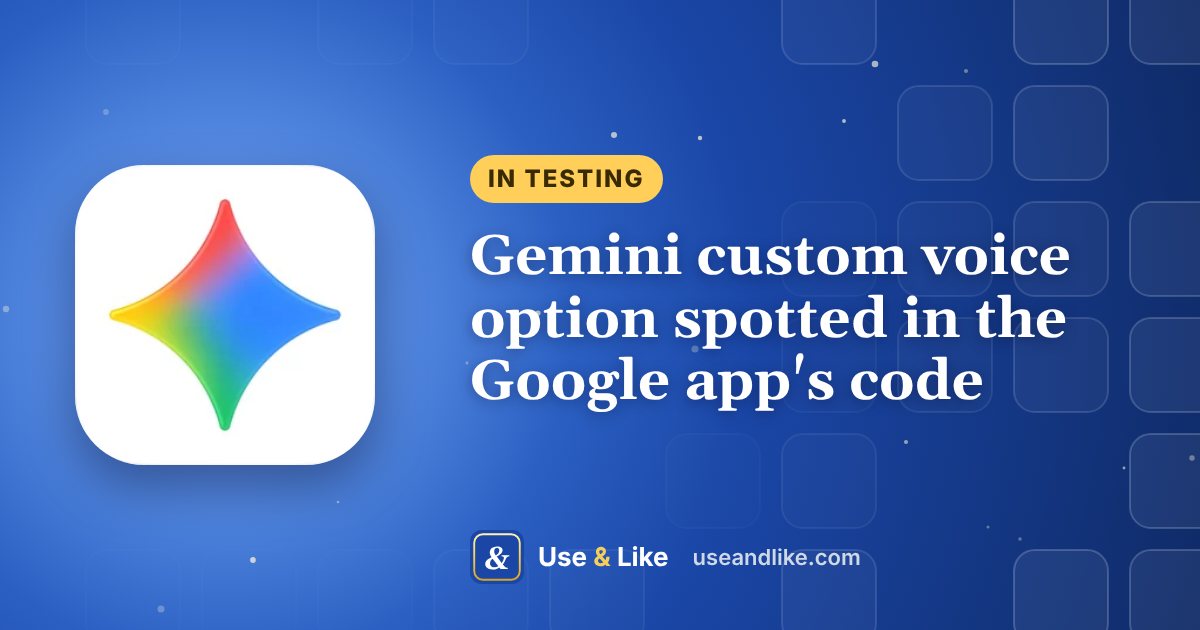 IN TESTING
Gemini custom voice
option spotted in the
Google app's code
& Use & Like useandlike.com